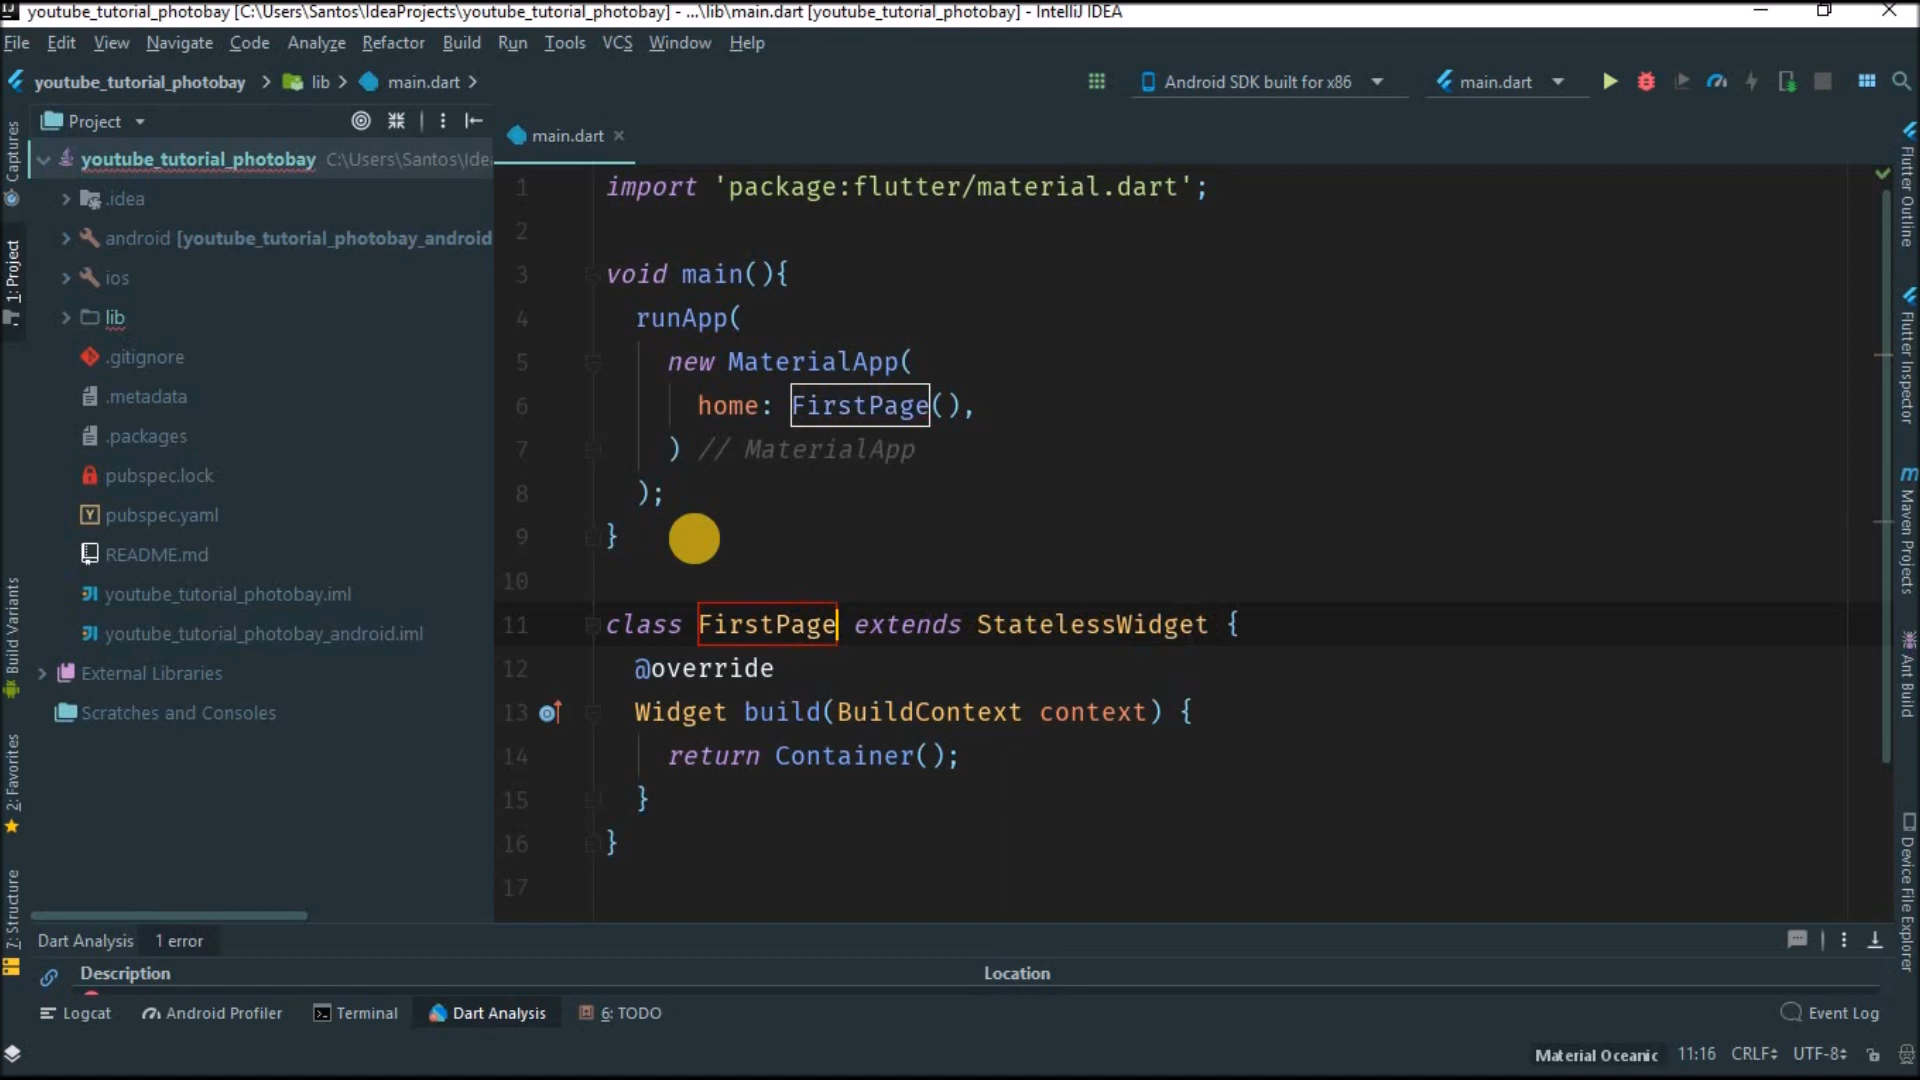 youtube_tutorial_photobay [C:\Users\Santos\IdeaProjects\youtube_tutorial_photobay] - ...\lib\main.dart [youtube_tutorial_photobay] - IntelliJ IDEA
File Edit View Navigate Code Analyze Refactor Build Run Tools VCS Window Help
youtube_tutorial_photobay lib main.dart Android SDK built for x86 main.dart
Project
main.dart
youtube_tutorial_photobay C:\Users\Santos\Ide
.idea
android [youtube_tutorial_photobay_android
ios
lib
.gitignore
.metadata
.packages
pubspec.lock
pubspec.yaml
README.md
youtube_tutorial_photobay.iml
youtube_tutorial_photobay_android.iml
External Libraries
Scratches and Consoles
Captures
1: Project
Build Variants
2: Favorites
7: Structure
1 import 'package:flutter/material.dart';
2
3 void main(){
4 runApp(
5 new MaterialApp(
6 home: FirstPage(),
7 ) // MaterialApp
8 );
9 }
10
11 class FirstPage extends StatelessWidget {
12 @override
13 Widget build(BuildContext context) {
14 return Container();
15 }
16 }
17
Flutter Outline
Flutter Inspector
Maven Projects
Ant Build
Device File Explorer
Dart Analysis 1 error
Description Location
Logcat Android Profiler Terminal Dart Analysis 6: TODO Event Log
Material Oceanic 11:16 CRLF UTF-8